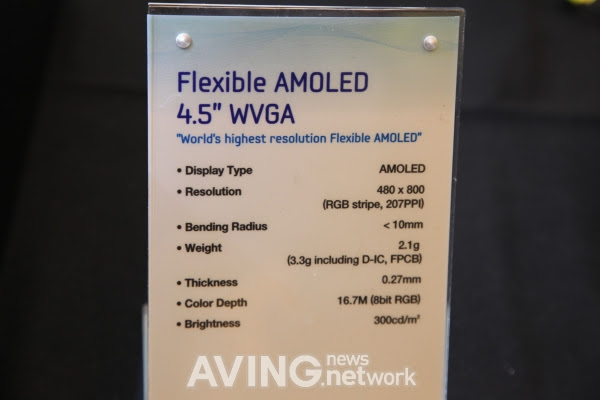 Flexible AMOLED
4.5" WVGA
"World's highest resolution Flexible AMOLED"
• Display Type AMOLED
• Resolution 480 x 800
(RGB stripe, 207PPI)
• Bending Radius < 10mm
• Weight 2.1g
(3.3g including D-IC, FPCB)
• Thickness 0.27mm
• Color Depth 16.7M (8bit RGB)
• Brightness 300cd/m²
AVING news
.network